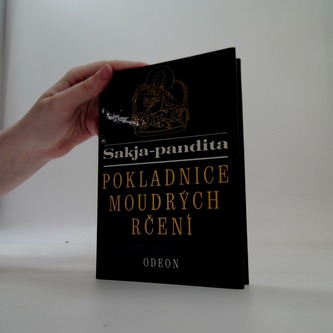 Sakja-pandita
POKLADNICE
MOUDRÝCH
RČENÍ
ODEON